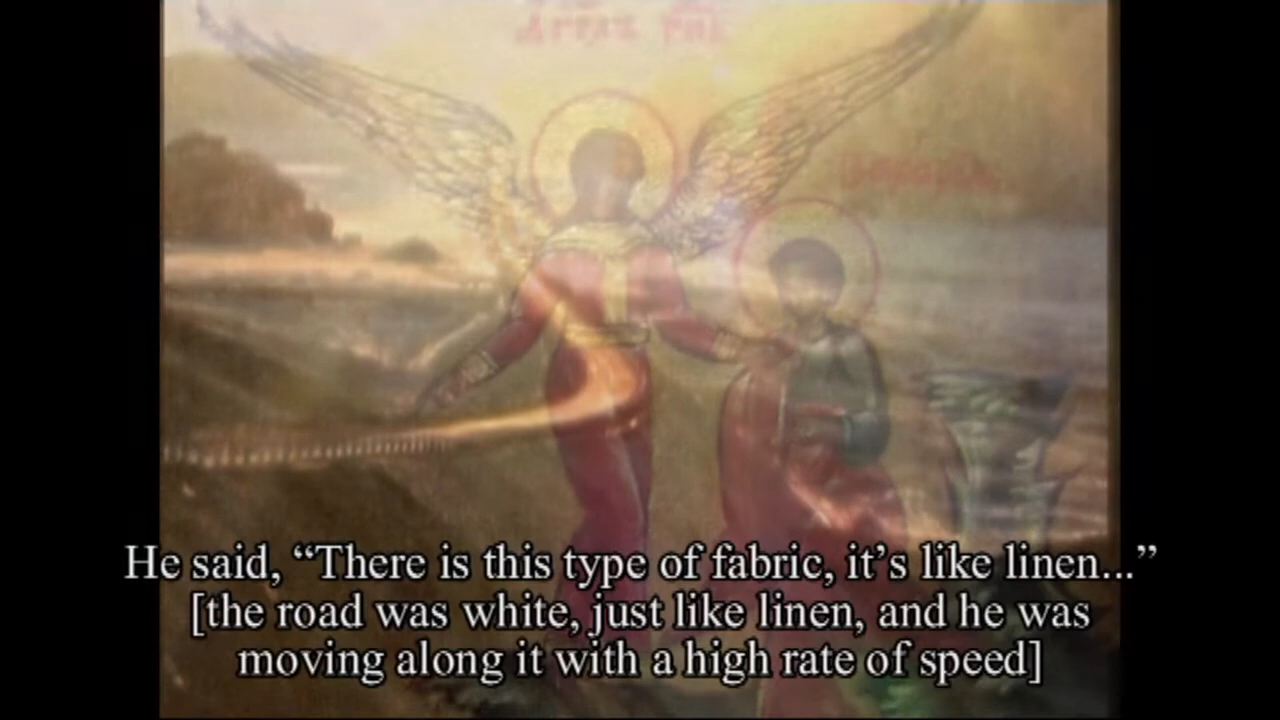 He said, “There is this type of fabric, it’s like linen...”
[the road was white, just like linen, and he was
moving along it with a high rate of speed]